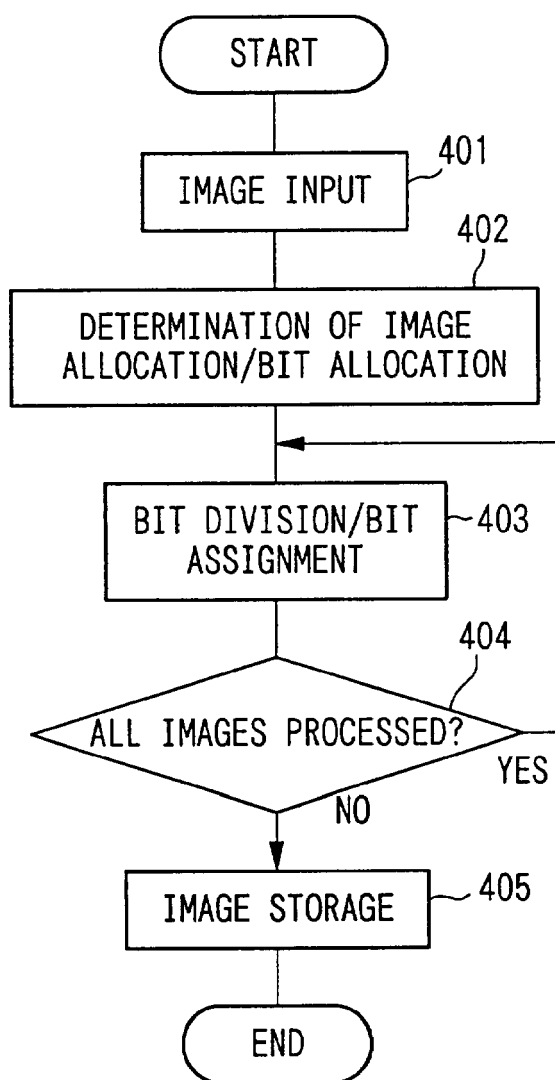 START
401
IMAGE INPUT
402
DETERMINATION OF IMAGE
ALLOCATION/BIT ALLOCATION
BIT DIVISION/BIT
ASSIGNMENT
403
404
ALL IMAGES PROCESSED?
YES
NO
IMAGE STORAGE
405
END